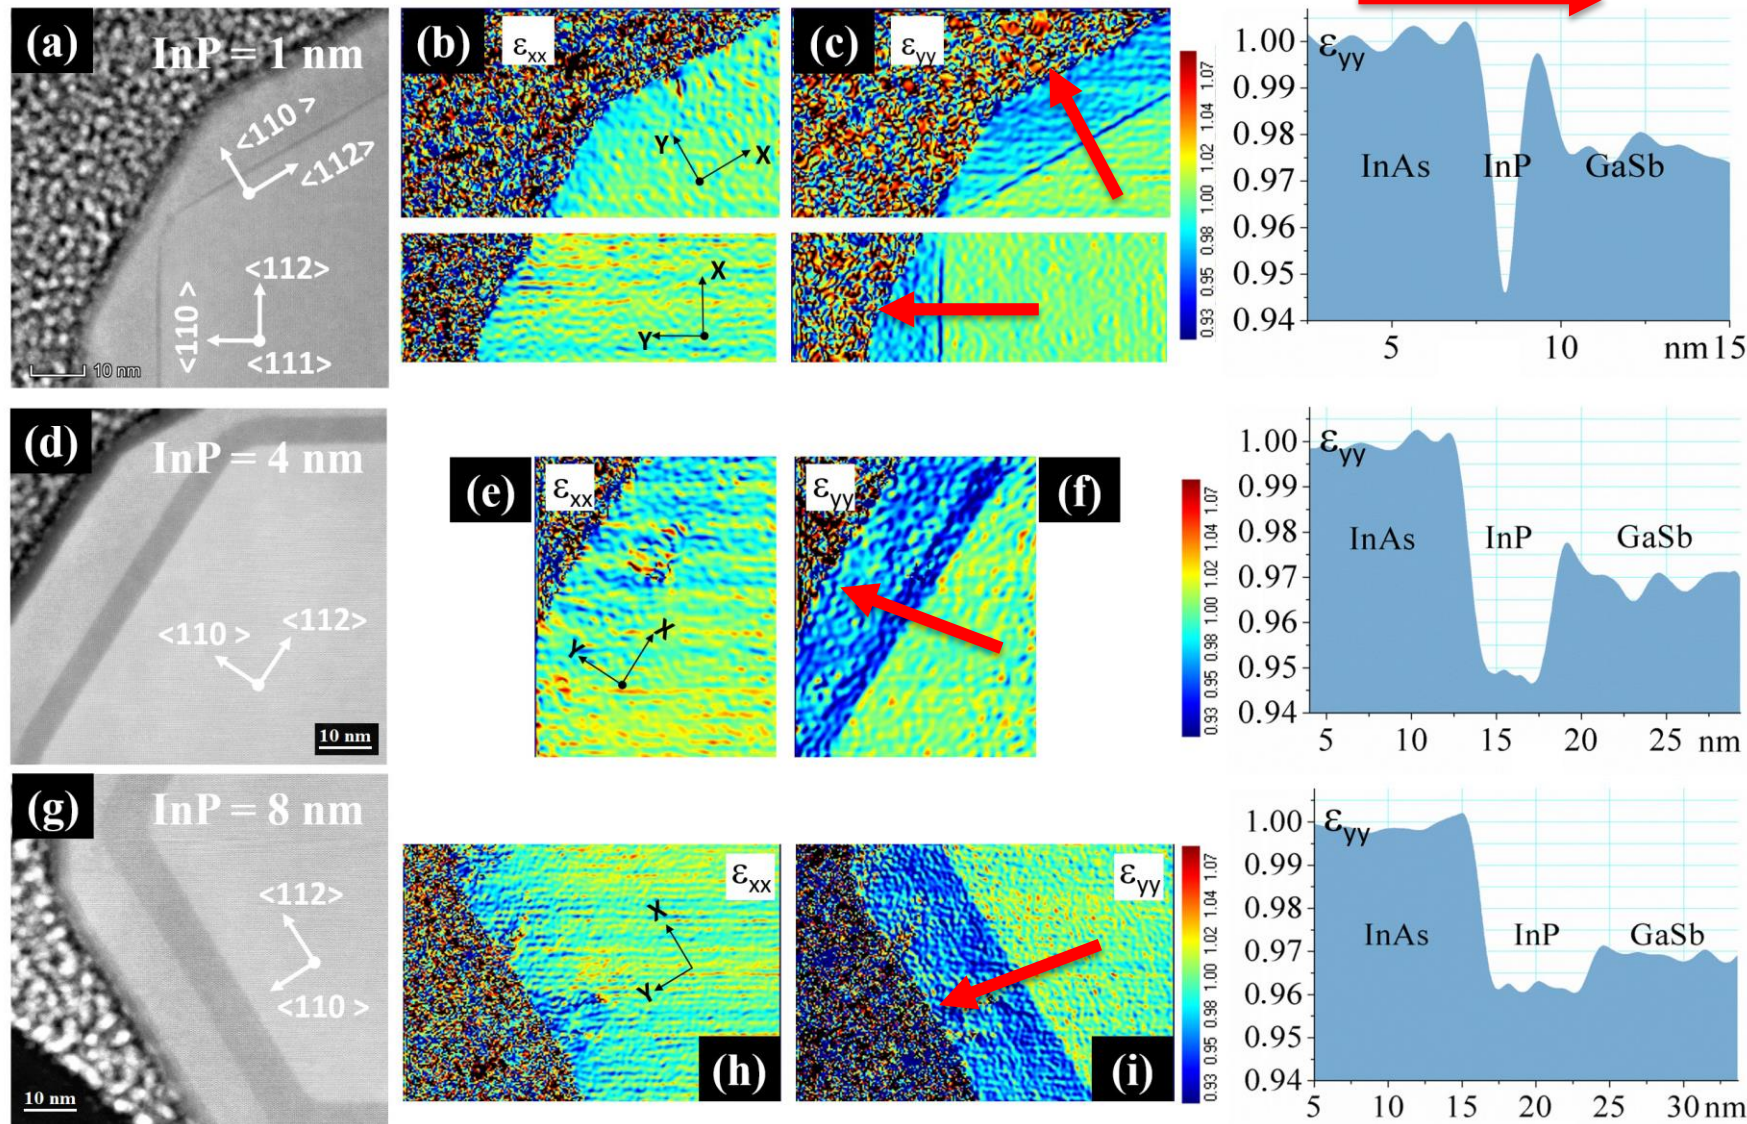 (a)
InP = 1 nm
<110 >
<112>
<112>
<110 >
<111>
10 nm
(b)
εxx
Y
X
X
Y
(c)
εyy
1.07
1.04
1.02
1.00
0.98
0.95
0.93
εyy
1.00
0.99
0.98
0.97
0.96
0.95
0.94
InAs
InP
GaSb
5
10
nm 15
(d)
InP = 4 nm
<110 >
<112>
10 nm
(e)
εxx
Y
X
εyy
(f)
1.07
1.04
1.02
1.00
0.98
0.95
0.93
εyy
1.00
0.99
0.98
0.97
0.96
0.95
0.94
InAs
InP
GaSb
5
10
15
20
25
nm
(g)
InP = 8 nm
<112>
<110 >
10 nm
εxx
X
Y
(h)
εyy
(i)
1.07
1.04
1.02
1.00
0.98
0.95
0.93
εyy
1.00
0.99
0.98
0.97
0.96
0.95
0.94
InAs
InP
GaSb
5
10
15
20
25
30 nm